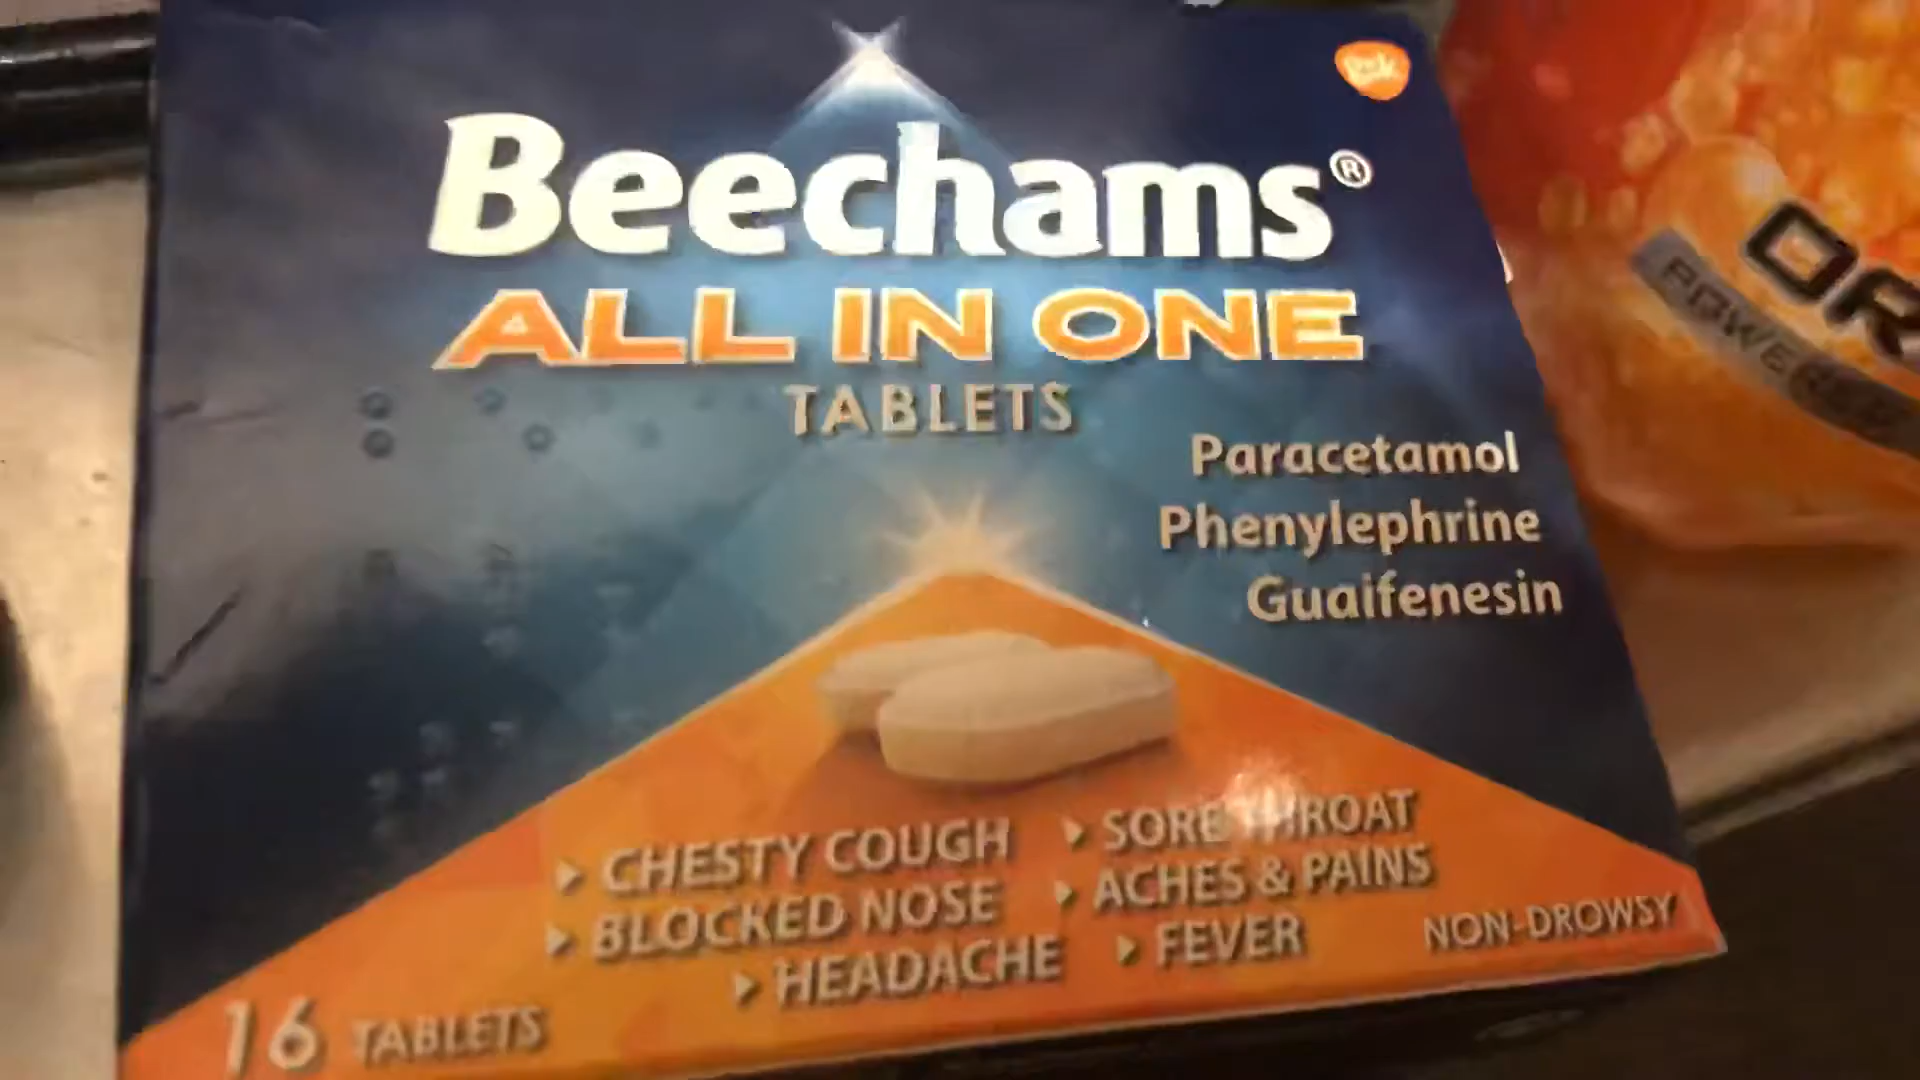 gsk
Beechams®
ALL IN ONE
TABLETS
Paracetamol
Phenylephrine
Guaifenesin
CHESTY COUGH
SORE THROAT
BLOCKED NOSE
ACHES & PAINS
HEADACHE
FEVER
NON-DROWSY
16 TABLETS